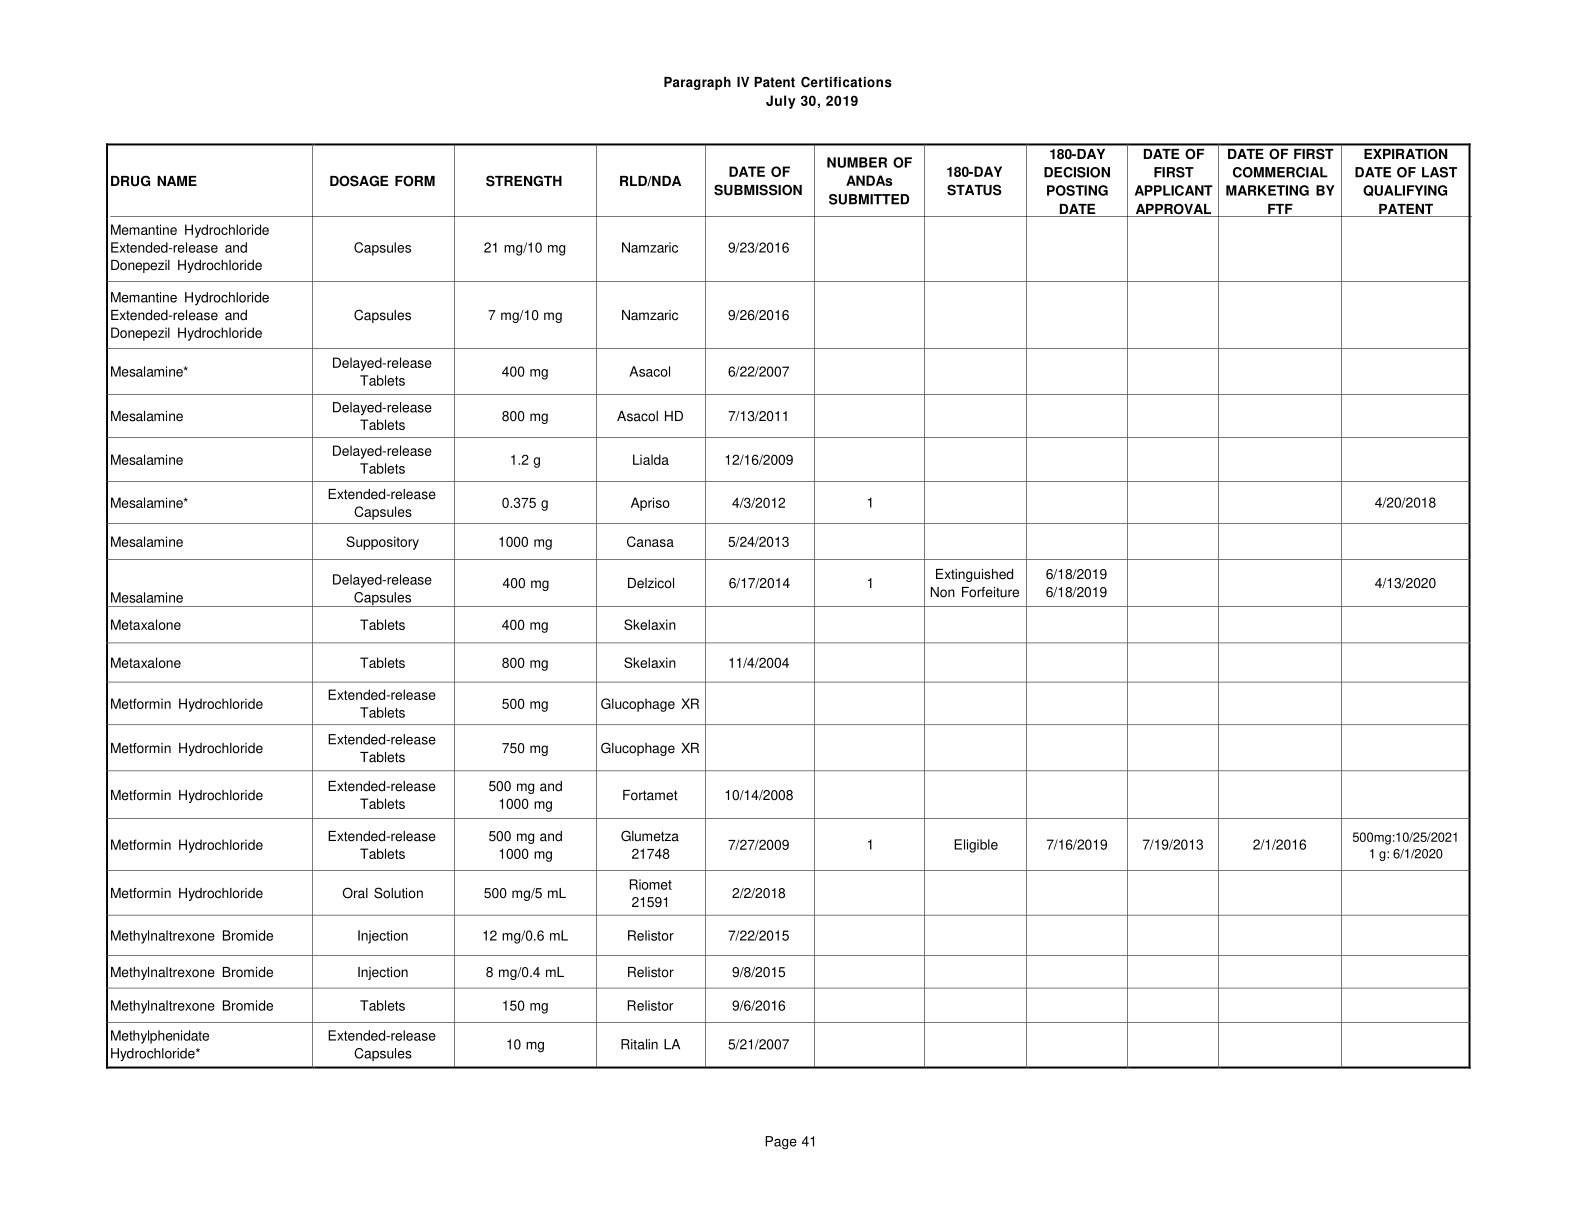 Paragraph IV Patent Certifications
July 30, 2019
DRUG NAME DOSAGE FORM STRENGTH RLD/NDA DATE OF SUBMISSION NUMBER OF ANDAs SUBMITTED 180-DAY STATUS 180-DAY DECISION POSTING DATE DATE OF FIRST APPLICANT APPROVAL DATE OF FIRST COMMERCIAL MARKETING BY FTF EXPIRATION DATE OF LAST QUALIFYING PATENT
Memantine Hydrochloride Extended-release and Donepezil Hydrochloride Capsules 21 mg/10 mg Namzaric 9/23/2016
Memantine Hydrochloride Extended-release and Donepezil Hydrochloride Capsules 7 mg/10 mg Namzaric 9/26/2016
Mesalamine* Delayed-release Tablets 400 mg Asacol 6/22/2007
Mesalamine Delayed-release Tablets 800 mg Asacol HD 7/13/2011
Mesalamine Delayed-release Tablets 1.2 g Lialda 12/16/2009
Mesalamine* Extended-release Capsules 0.375 g Apriso 4/3/2012 1 4/20/2018
Mesalamine Suppository 1000 mg Canasa 5/24/2013
Mesalamine Delayed-release Capsules 400 mg Delzicol 6/17/2014 1 Extinguished Non Forfeiture 6/18/2019 6/18/2019 4/13/2020
Metaxalone Tablets 400 mg Skelaxin
Metaxalone Tablets 800 mg Skelaxin 11/4/2004
Metformin Hydrochloride Extended-release Tablets 500 mg Glucophage XR
Metformin Hydrochloride Extended-release Tablets 750 mg Glucophage XR
Metformin Hydrochloride Extended-release Tablets 500 mg and 1000 mg Fortamet 10/14/2008
Metformin Hydrochloride Extended-release Tablets 500 mg and 1000 mg Glumetza 21748 7/27/2009 1 Eligible 7/16/2019 7/19/2013 2/1/2016 500mg:10/25/2021 1 g: 6/1/2020
Metformin Hydrochloride Oral Solution 500 mg/5 mL Riomet 21591 2/2/2018
Methylnaltrexone Bromide Injection 12 mg/0.6 mL Relistor 7/22/2015
Methylnaltrexone Bromide Injection 8 mg/0.4 mL Relistor 9/8/2015
Methylnaltrexone Bromide Tablets 150 mg Relistor 9/6/2016
Methylphenidate Hydrochloride* Extended-release Capsules 10 mg Ritalin LA 5/21/2007
Page 41